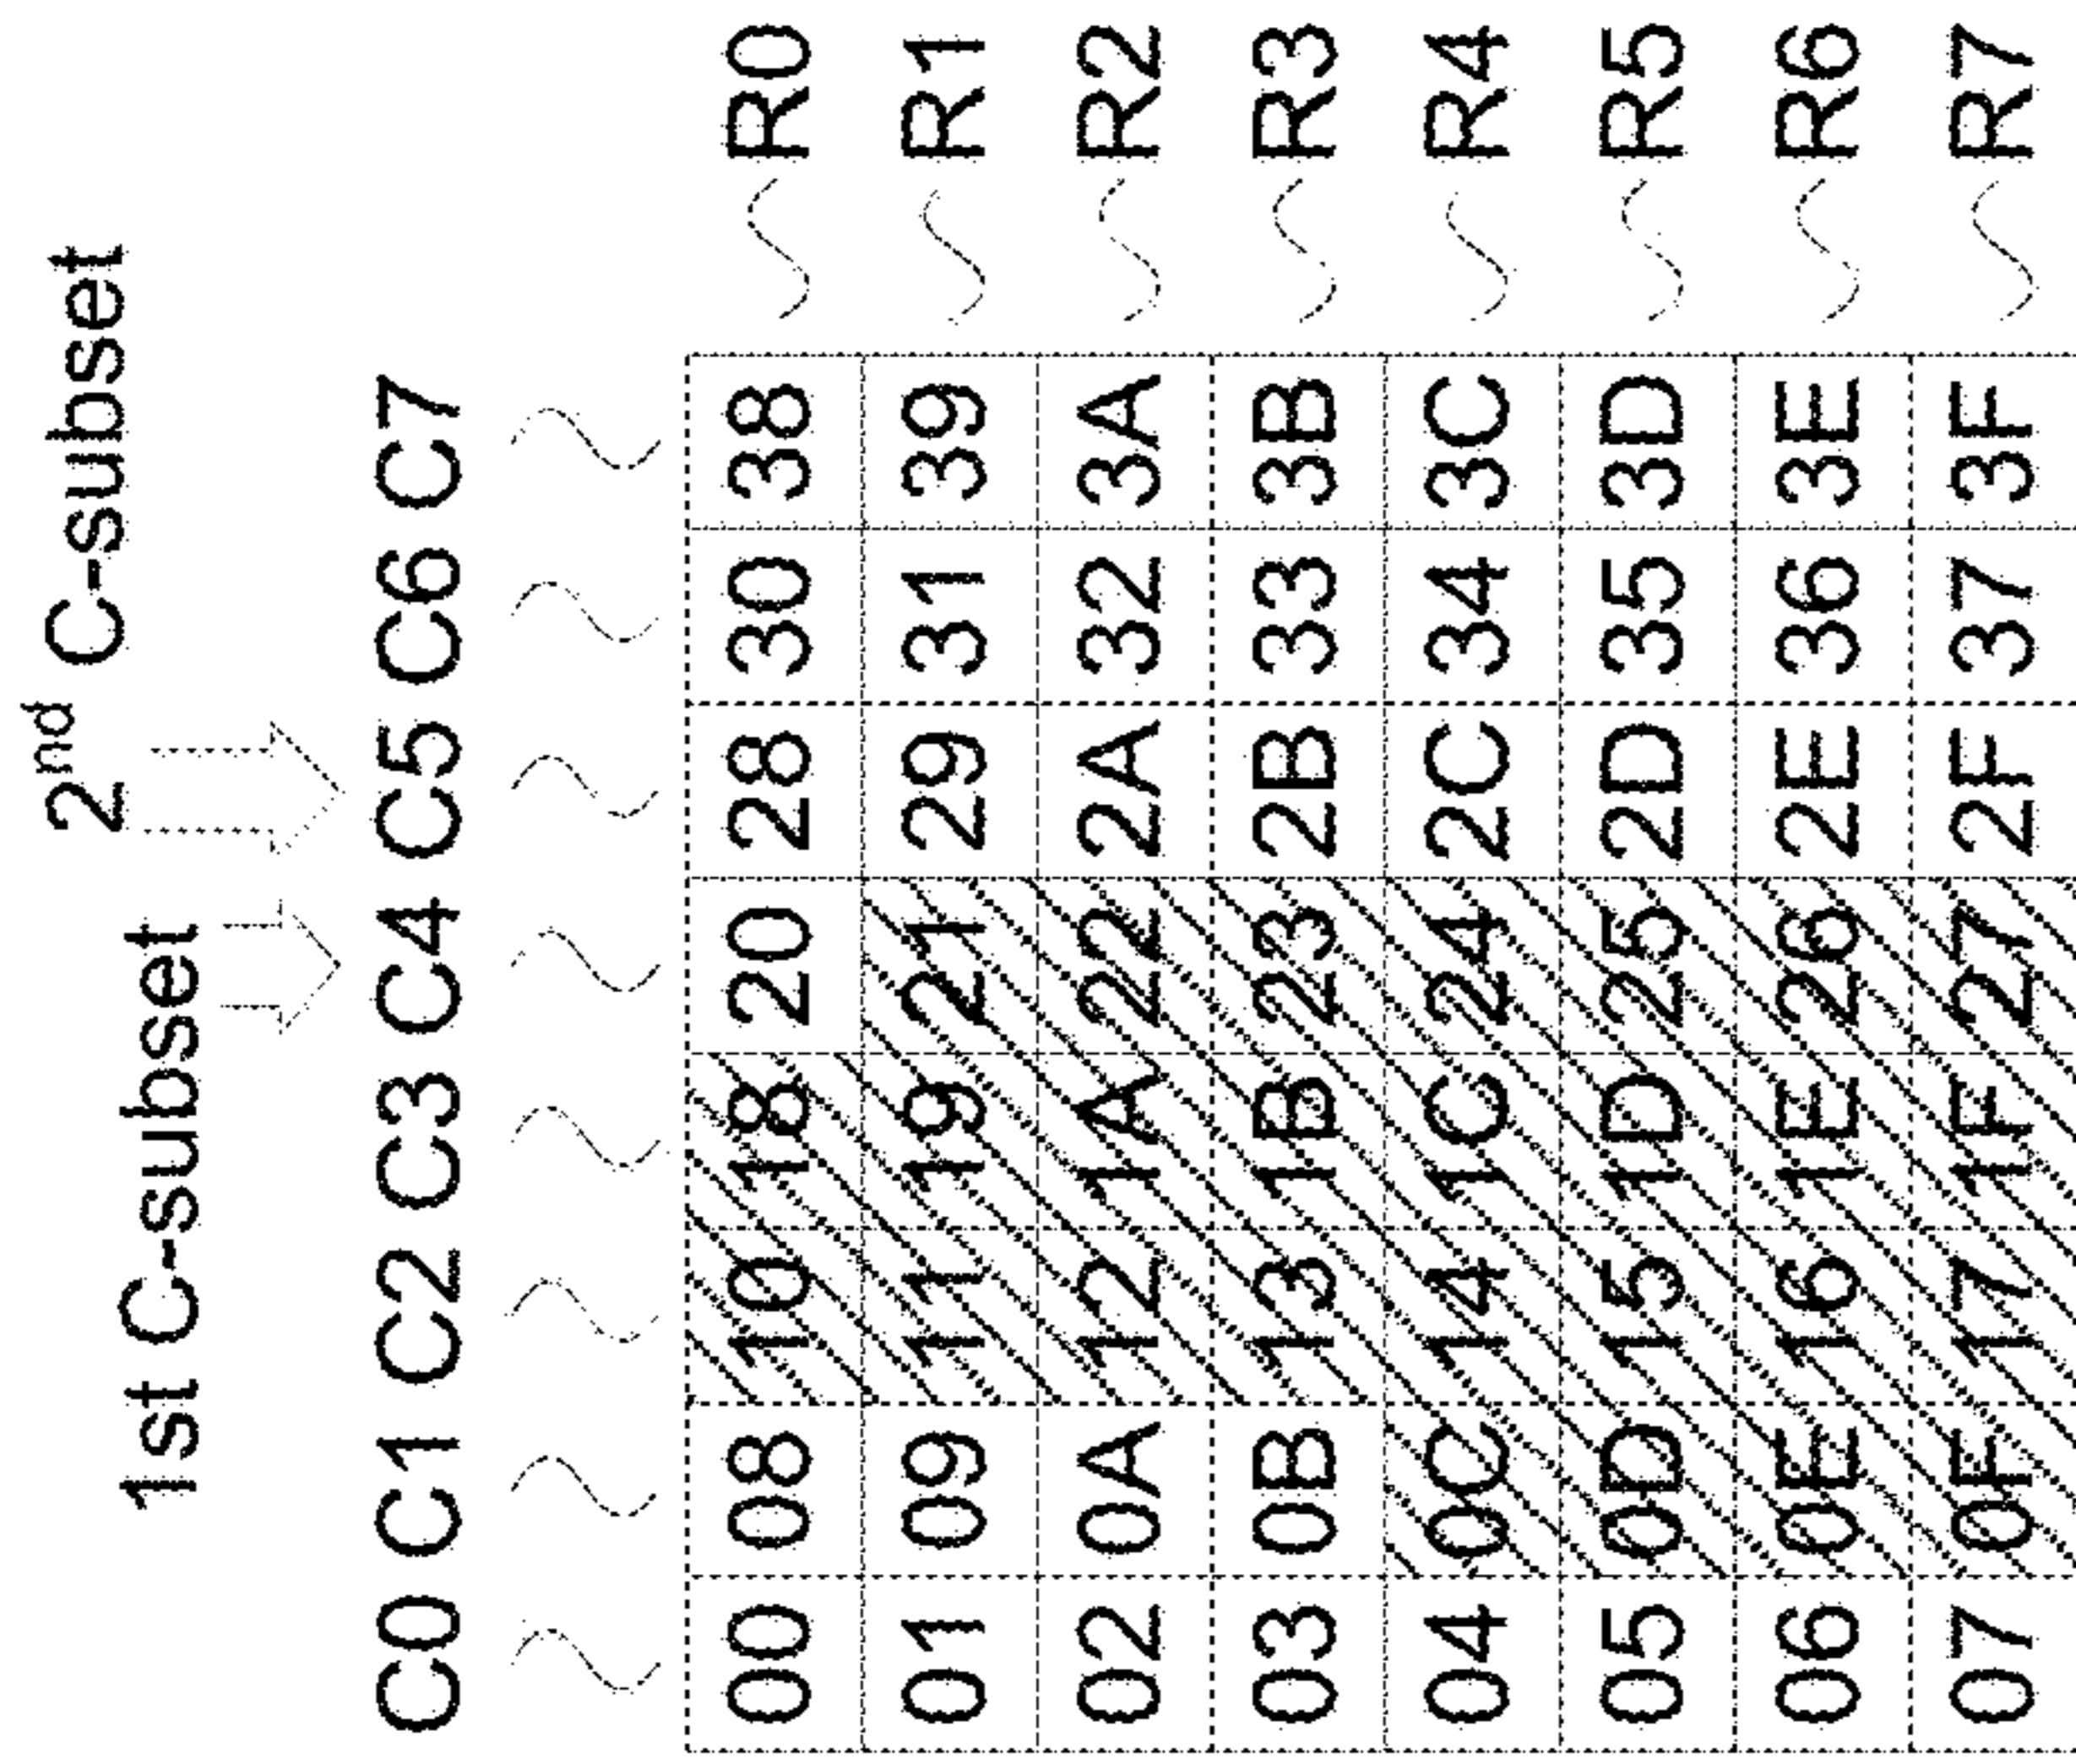 2nd C-subset
1st C-subset
C0 C1 C2 C3 C4 C5 C6 C7
00 08 10 18 20 28 30 38 R0
01 09 11 19 21 29 31 39 R1
02 0A 12 1A 22 2A 32 3A R2
03 0B 13 1B 23 2B 33 3B R3
04 0C 14 1C 24 2C 34 3C R4
05 0D 15 1D 25 2D 35 3D R5
06 0E 16 1E 26 2E 36 3E R6
07 0F 17 1F 27 2F 37 3F R7